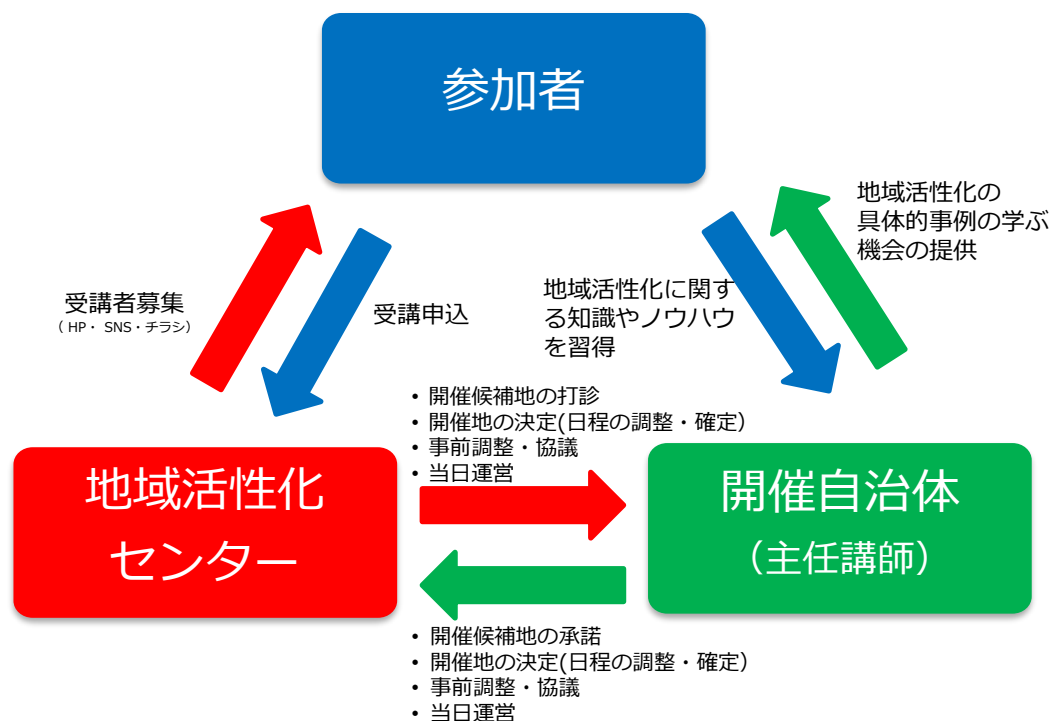 参加者
地域活性化の
具体的事例の学ぶ
機会の提供
受講者募集
（ HP・ SNS・チラシ）
受講申込
地域活性化に関す
る知識やノウハウ
を習得
• 開催候補地の打診
• 開催地の決定(日程の調整・確定）
• 事前調整・協議
• 当日運営
地域活性化
センター
開催自治体
（主任講師）
• 開催候補地の承諾
• 開催地の決定(日程の調整・確定）
• 事前調整・協議
• 当日運営